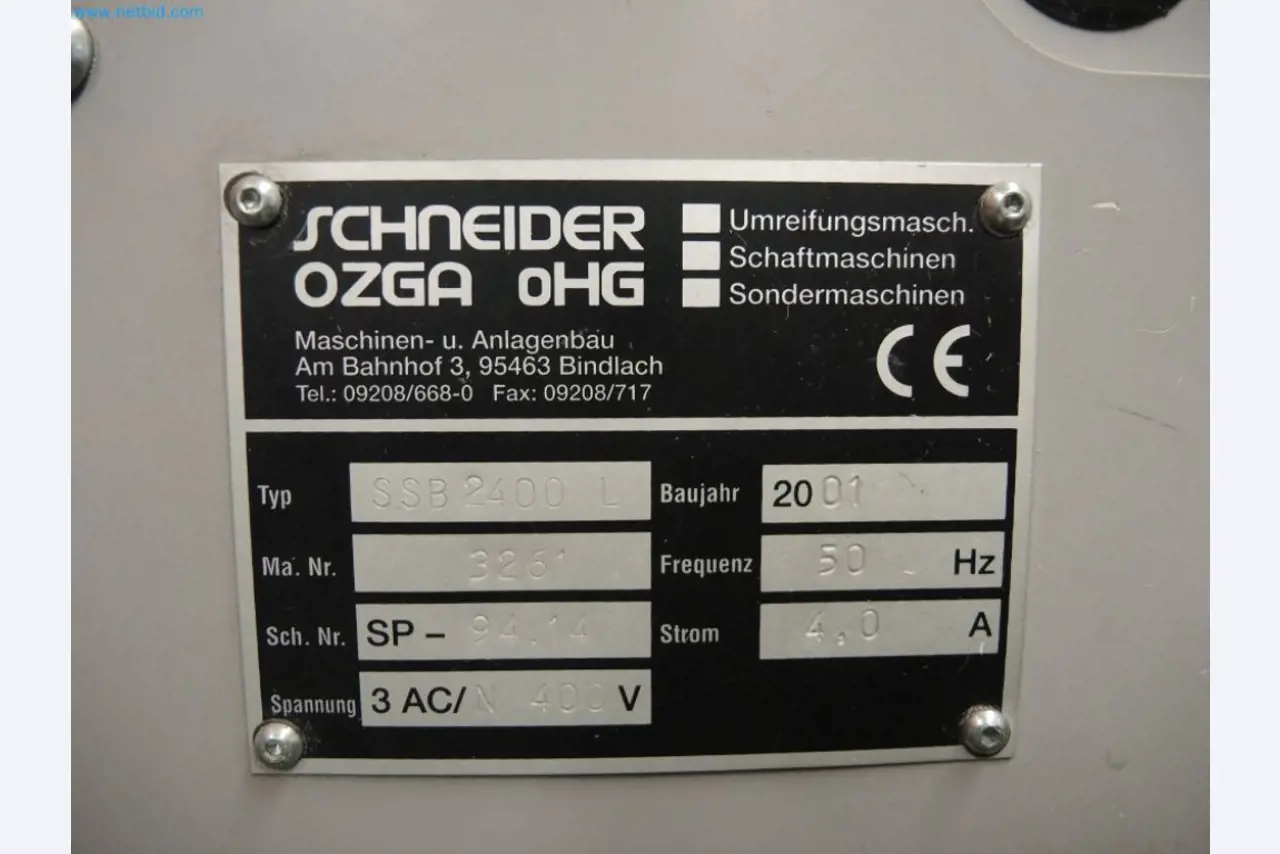 www.netbid.com
SCHNEIDER
OZGA oHG
Umreifungsmasch.
Schaftmaschinen
Sondermaschinen
Maschinen- u. Anlagenbau
Am Bahnhof 3, 95463 Bindlach
Tel.: 09208/668-0 Fax: 09208/717
CE
Typ SSB 2400 L Baujahr 2001
Ma. Nr. 3261 Frequenz 50 Hz
Sch. Nr. SP - 94.14 Strom 4,0 A
Spannung 3 AC/N 400 V